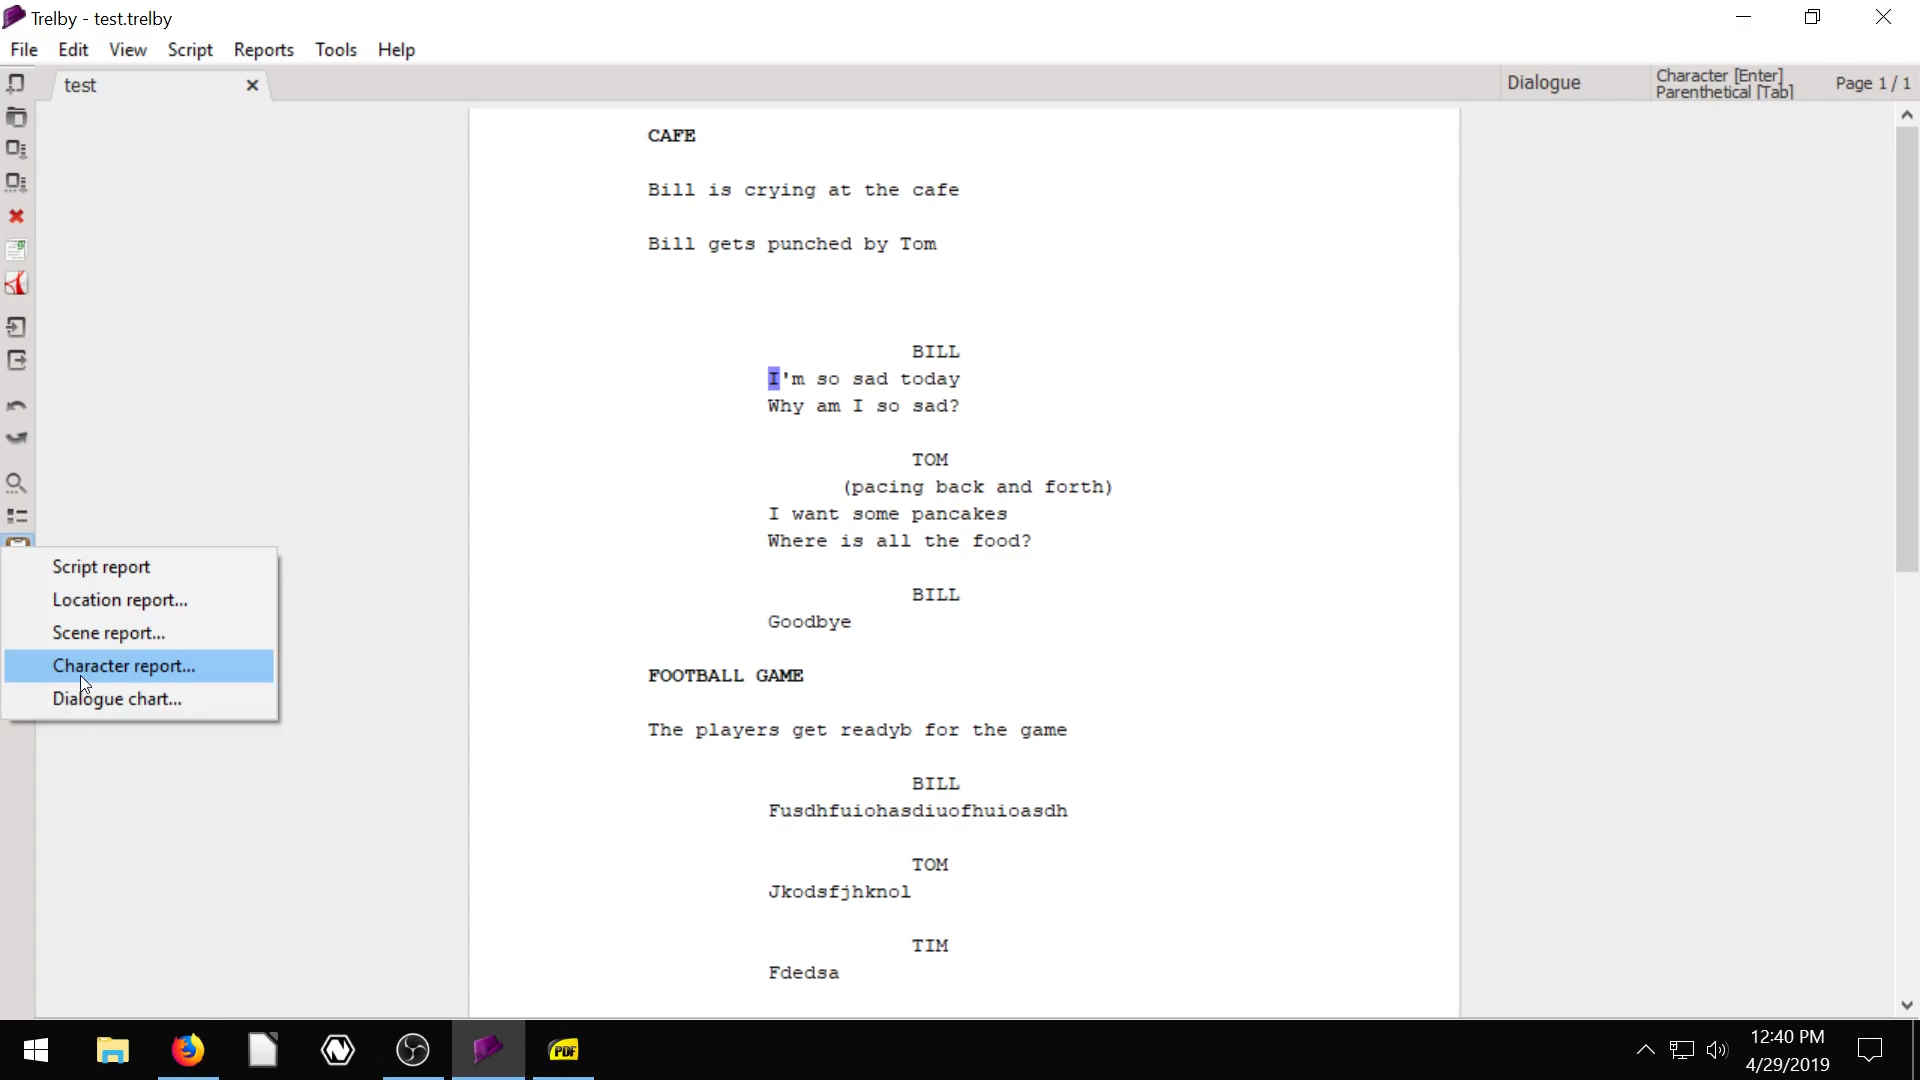 Trelby - test.trelby
File Edit View Script Reports Tools Help
test
Dialogue
Character [Enter]
Parenthetical [Tab]
Page 1 / 1
CAFE
Bill is crying at the cafe
Bill gets punched by Tom
BILL
I'm so sad today
Why am I so sad?
TOM
(pacing back and forth)
I want some pancakes
Where is all the food?
BILL
Goodbye
FOOTBALL GAME
The players get readyb for the game
BILL
Fusdhfuiohasdiuofhuioasdh
TOM
Jkodsfjhknol
TIM
Fdedsa
Script report
Location report...
Scene report...
Character report...
Dialogue chart...
PDF
12:40 PM
4/29/2019